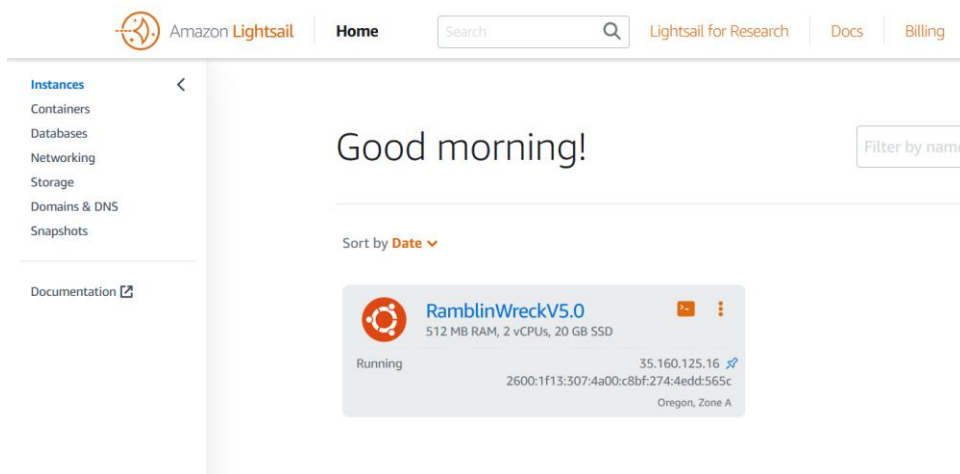 Amazon Lightsail
Home
Search
Lightsail for Research
Docs
Billing
Instances
Containers
Databases
Networking
Storage
Domains & DNS
Snapshots
Documentation
Good morning!
Filter by name
Sort by Date
RamblinWreckV5.0
512 MB RAM, 2 vCPUs, 20 GB SSD
Running
35.160.125.16
2600:1f13:307:4a00:c8bf:274:4edd:565c
Oregon, Zone A